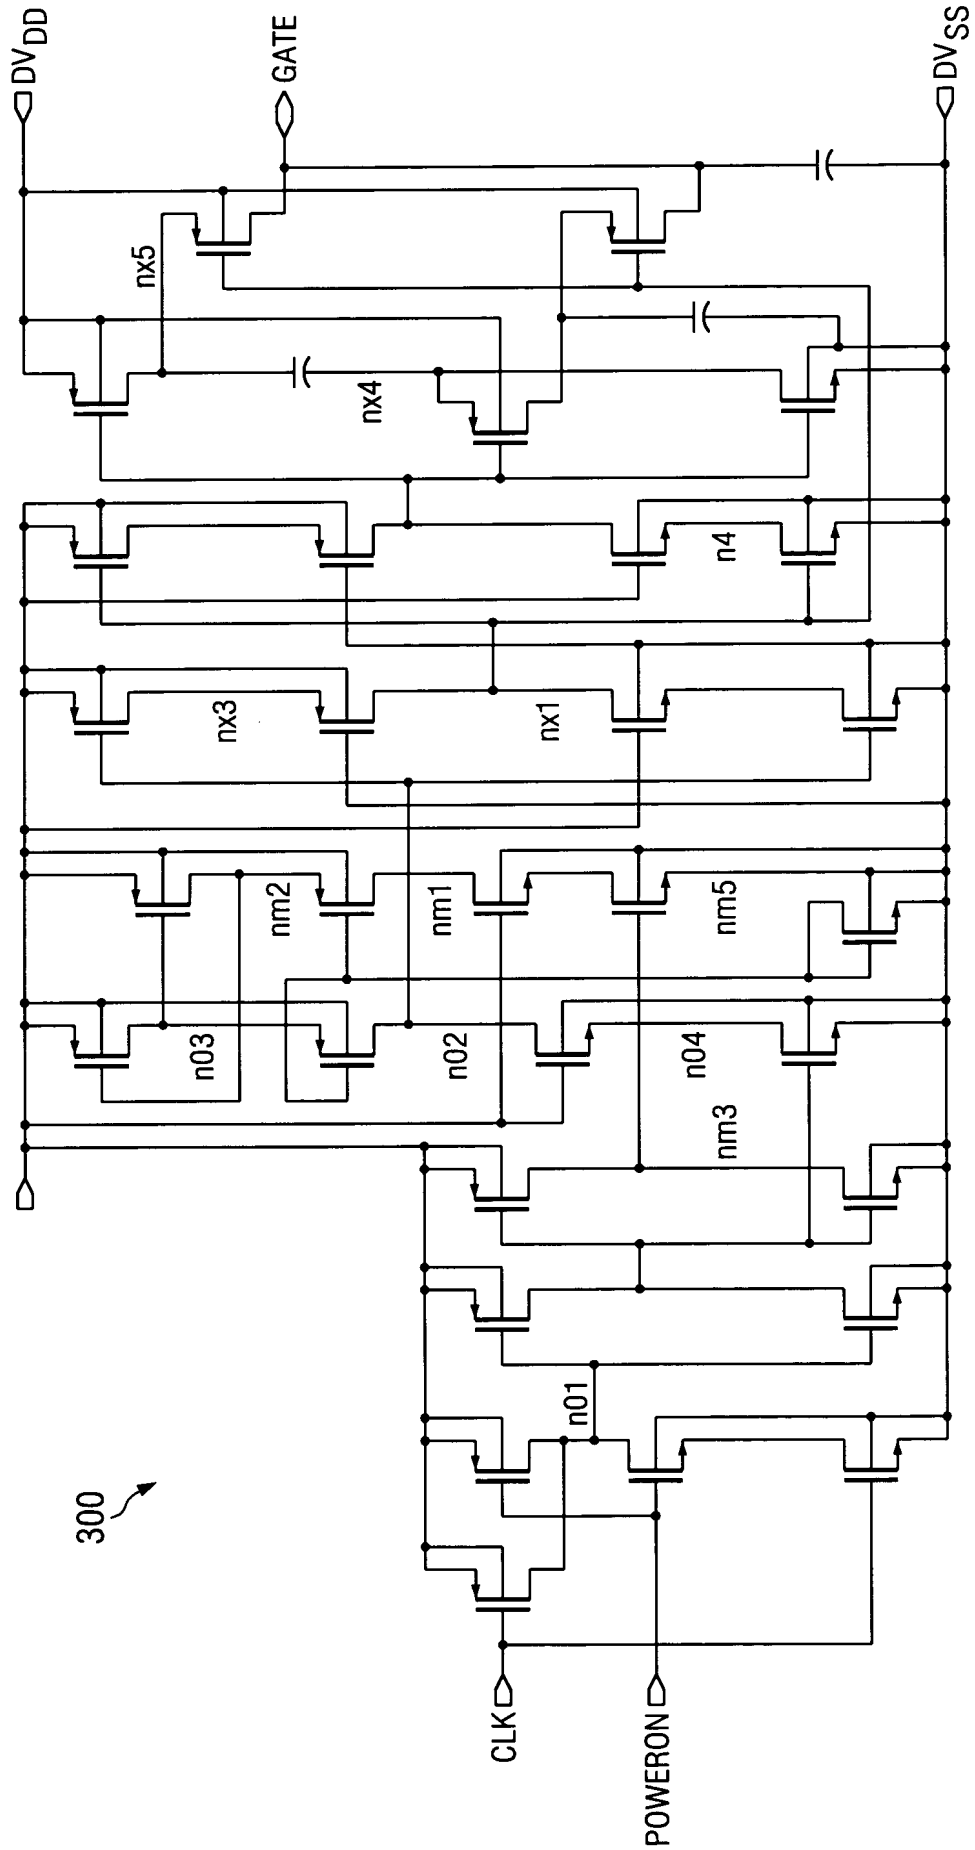 DVDD
GATE
DVSS
nx5
nx4
n4
nx3
nx1
nm2
nm1
nm5
n03
n02
n04
nm3
n01
300
CLK
POWERON